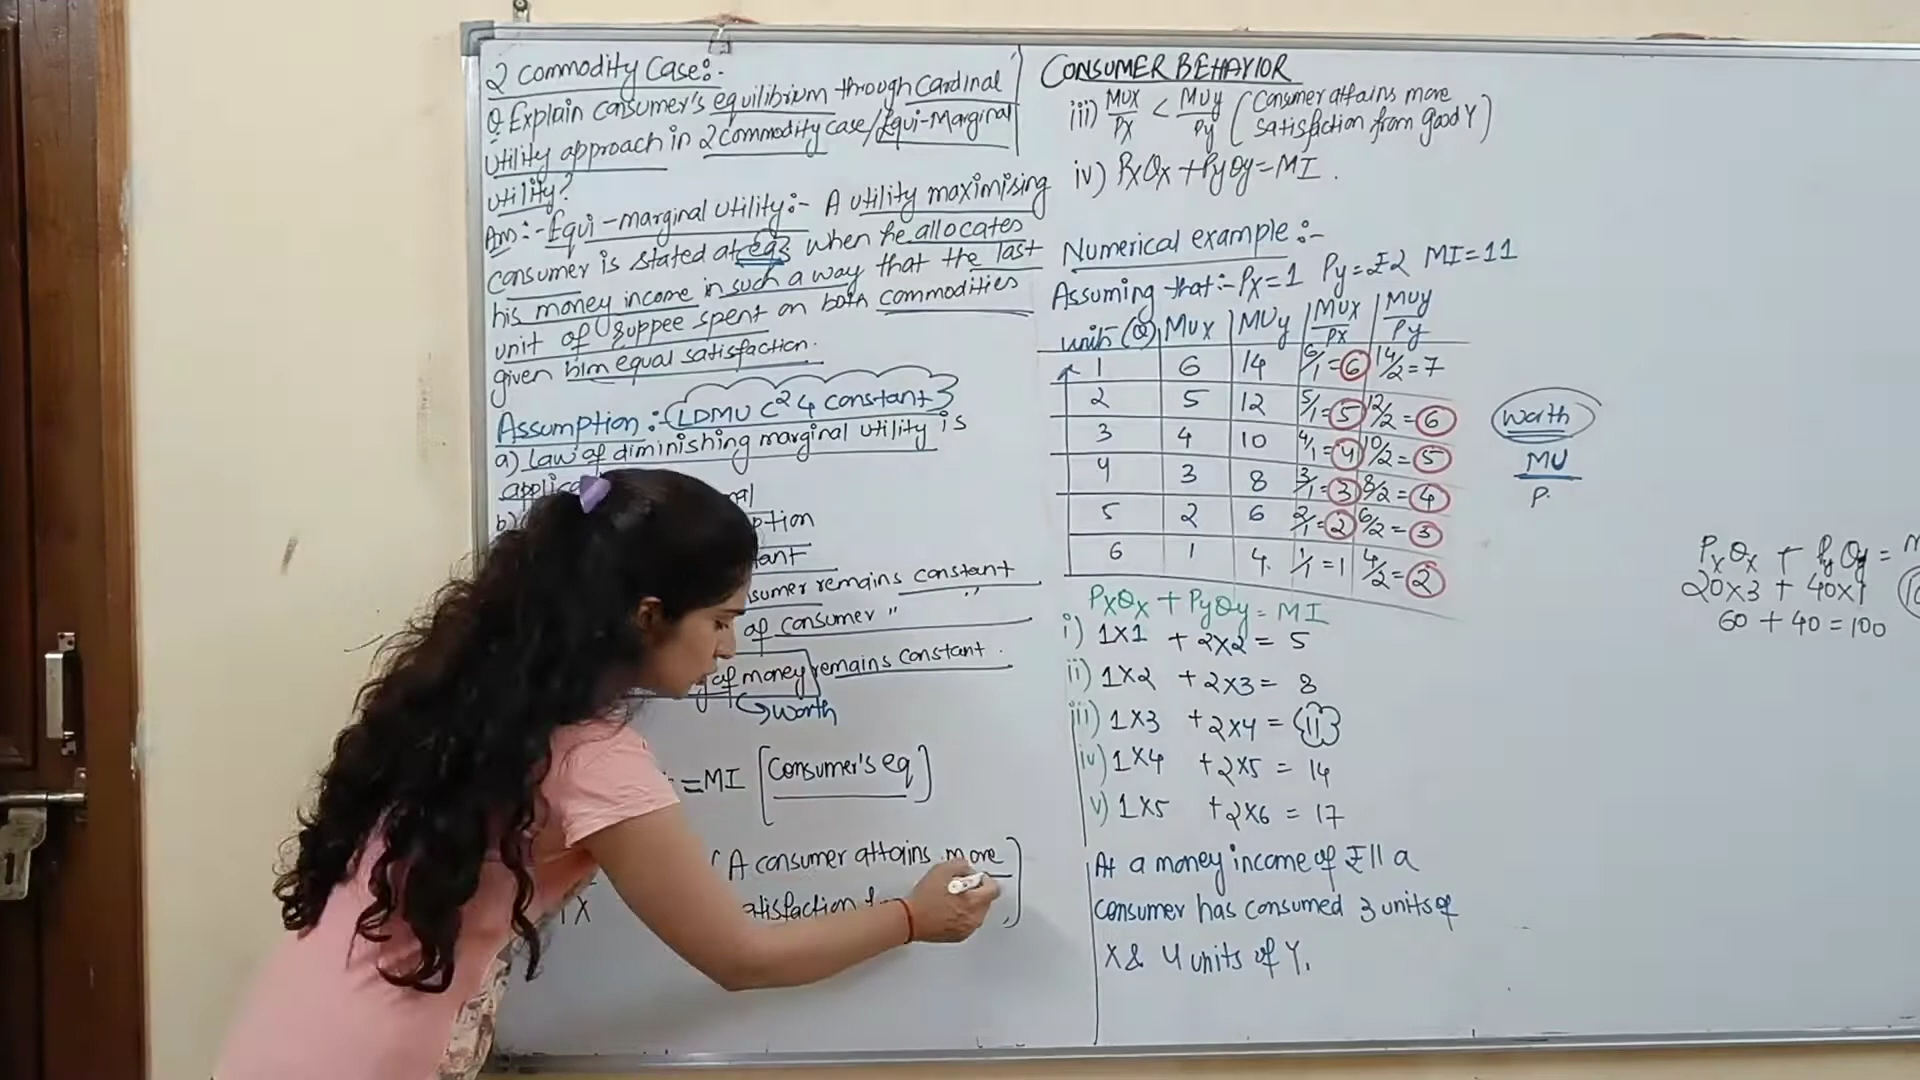 2 Commodity Case:-
Q. Explain consumer's equilibrium through Cardinal
utility approach in 2 commodity case/Equi-Marginal
utility?
Ans:- Equi-marginal utility:- A utility maximising
consumer is stated at eq when he allocates
his money income in such a way that the last
unit of ruppee spent on both commodities
given him equal satisfaction.
Assumption:- LDMU C²4 constant
a) Law of diminishing marginal utility is
b)
sumer remains constant
of consumer " "
of money remains constant.
worth
=MI [Consumer's eq]
(A consumer attains more
X
CONSUMER BEHAVIOR
iii) MUx/Px < MUy/Py (Consumer attains more
satisfaction from good Y)
iv) PxQx + PyQy = MI.
Numerical example:-
Assuming that:- Px=1 Py=₹2 MI=11
units (Q) MUx MUy MUx/Px MUy/Py
1 6 14 6/1=6 14/2=7
2 5 12 5/1=5 12/2=6
3 4 10 4/1=4 10/2=5
4 3 8 3/1=3 8/2=4
5 2 6 2/1=2 6/2=3
6 1 4. 1/1=1 4/2=2
PxQx + PyQy = MI
i) 1x1 + 2x2 = 5
ii) 1x2 + 2x3 = 8
iii) 1x3 + 2x4 = 11
iv) 1x4 + 2x5 = 14
v) 1x5 + 2x6 = 17
At a money income of ₹11 a
consumer has consumed 3 units of
X & 4 units of Y.
worth
MU
P.
PxQx + PyQy =
20x3 + 40x1
60 + 40 = 100